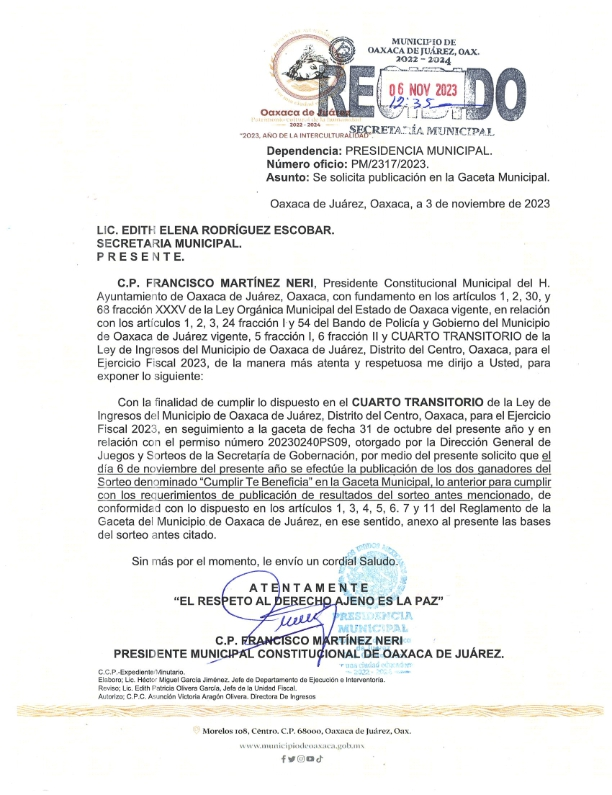 MUNICIPIO DE
OAXACA DE JUÁREZ, OAX.
2022 - 2024
06 NOV 2023
12:35
Oaxaca de Juárez
2022 - 2024
SECRETARÍA MUNICIPAL
"2023, AÑO DE LA INTERCULTURALIDAD"
Dependencia: PRESIDENCIA MUNICIPAL.
Número oficio: PM/2317/2023.
Asunto: Se solicita publicación en la Gaceta Municipal.
Oaxaca de Juárez, Oaxaca, a 3 de noviembre de 2023
LIC. EDITH ELENA RODRÍGUEZ ESCOBAR.
SECRETARIA MUNICIPAL.
P R E S E N T E.
C.P. FRANCISCO MARTÍNEZ NERI, Presidente Constitucional Municipal del H.
Ayuntamiento de Oaxaca de Juárez, Oaxaca, con fundamento en los artículos 1, 2, 30, y
68 fracción XXXV de la Ley Orgánica Municipal del Estado de Oaxaca vigente, en relación
con los artículos 1, 2, 3, 24 fracción I y 54 del Bando de Policía y Gobierno del Municipio
de Oaxaca de Juárez vigente, 5 fracción I, 6 fracción II y CUARTO TRANSITORIO de la
Ley de Ingresos del Municipio de Oaxaca de Juárez, Distrito del Centro, Oaxaca, para el
Ejercicio Fiscal 2023, de la manera más atenta y respetuosa me dirijo a Usted, para
exponer lo siguiente:
Con la finalidad de cumplir lo dispuesto en el CUARTO TRANSITORIO de la Ley de
Ingresos del Municipio de Oaxaca de Juárez, Distrito del Centro, Oaxaca, para el Ejercicio
Fiscal 2023, en seguimiento a la gaceta de fecha 31 de octubre del presente año y en
relación con el permiso número 20230240PS09, otorgado por la Dirección General de
Juegos y Sorteos de la Secretaría de Gobernación, por medio del presente solicito que el
día 6 de noviembre del presente año se efectúe la publicación de los dos ganadores del
Sorteo denominado "Cumplir Te Beneficia" en la Gaceta Municipal, lo anterior para cumplir
con los requerimientos de publicación de resultados del sorteo antes mencionado, de
conformidad con lo dispuesto en los artículos 1, 3, 4, 5, 6. 7 y 11 del Reglamento de la
Gaceta del Municipio de Oaxaca de Juárez, en ese sentido, anexo al presente las bases
del sorteo antes citado.
Sin más por el momento, le envío un cordial Saludo.
A T E N T A M E N T E
"EL RESPETO AL DERECHO AJENO ES LA PAZ"
PRESIDENCIA
MUNICIPAL
C.P. FRANCISCO MARTÍNEZ NERI
PRESIDENTE MUNICIPAL CONSTITUCIONAL DE OAXACA DE JUÁREZ.
2022 - 2024
C.C.P.-Expediente/Minutario.
Elaboro; Lic. Héctor Miguel García Jiménez. Jefe de Departamento de Ejecución e Interventoría.
Reviso; Lic. Edith Patricia Olivera García, Jefa de la Unidad Fiscal.
Autorizo; C.P.C. Asunción Victoria Aragón Olivera. Directora De Ingresos
Morelos 108, Centro. C.P. 68000, Oaxaca de Juárez, Oax.
www.municipiodeoaxaca.gob.mx